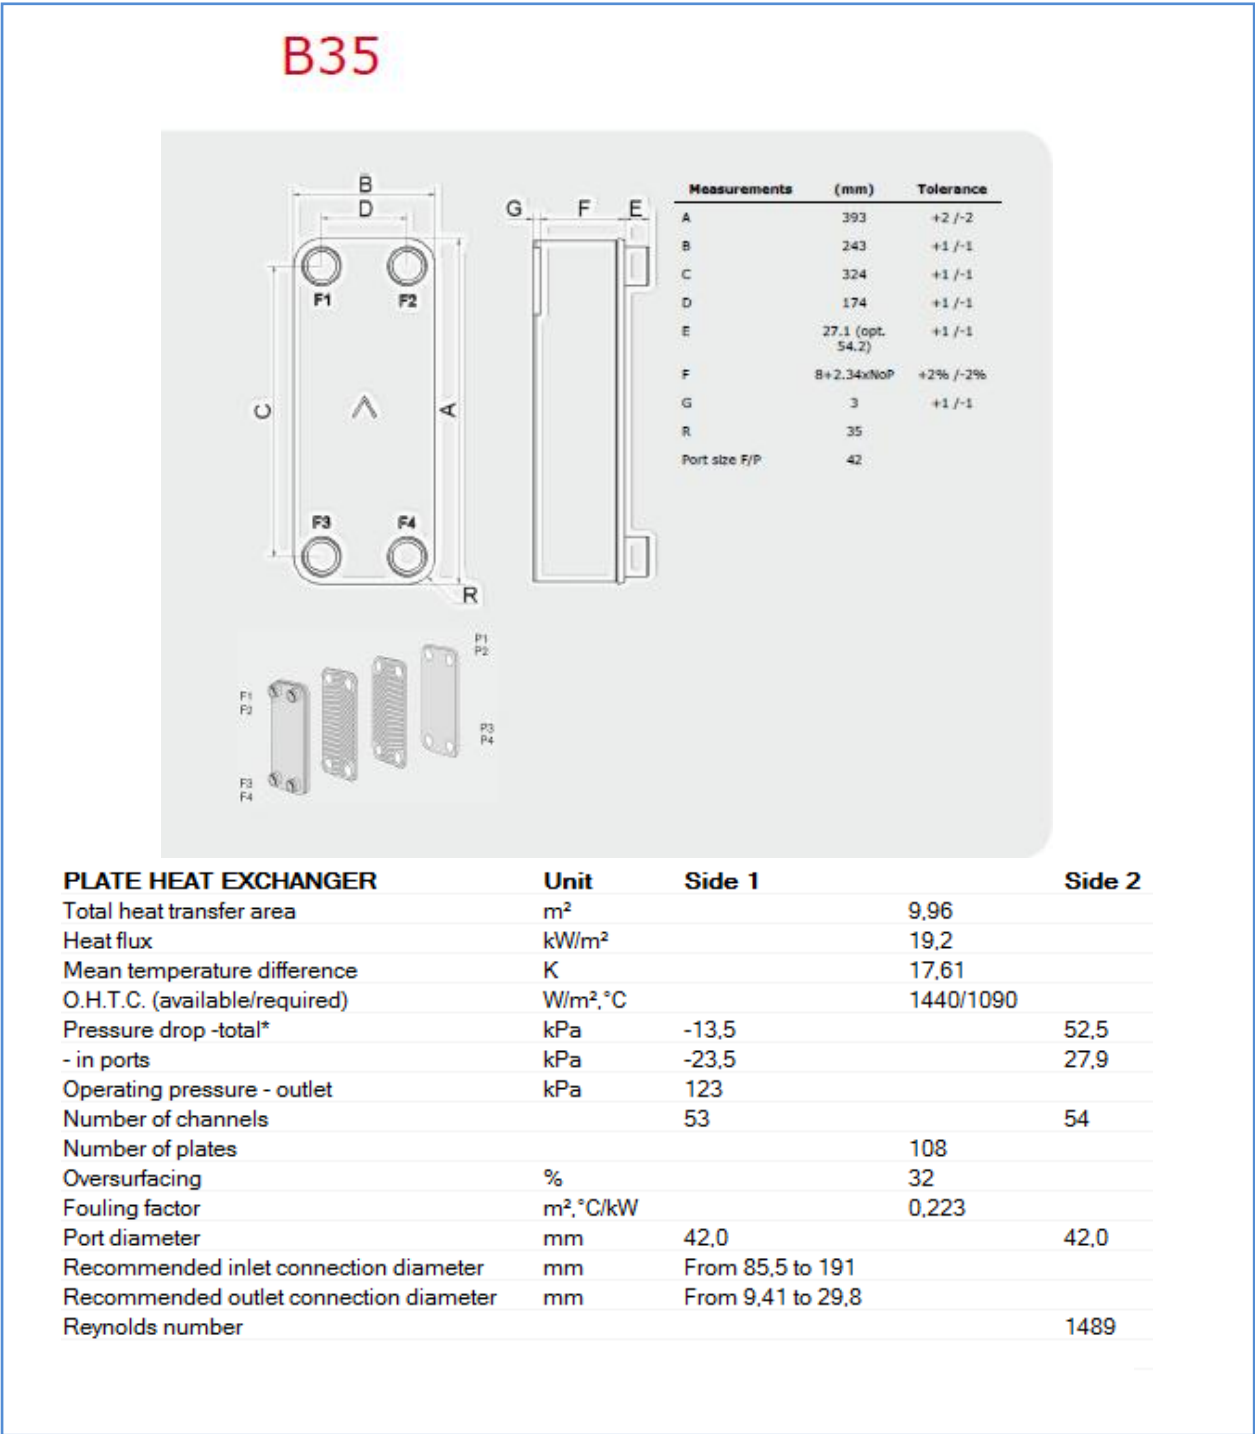 B35
B
D
G F E
F1 F2
C
A
F3 F4
R
Measurements (mm) Tolerance
A 393 +2 /-2
B 243 +1 /-1
C 324 +1 /-1
D 174 +1 /-1
E 27.1 (opt. +1 /-1
54.2)
F 8+2.34xNoP +2% /-2%
G 3 +1 /-1
R 35
Port size F/P 42
P1
P2
F1
F2
P3
P4
F3
F4
PLATE HEAT EXCHANGER Unit Side 1 Side 2
Total heat transfer area m² 9,96
Heat flux kW/m² 19,2
Mean temperature difference K 17,61
O.H.T.C. (available/required) W/m²,°C 1440/1090
Pressure drop -total* kPa -13,5 52,5
- in ports kPa -23,5 27,9
Operating pressure - outlet kPa 123
Number of channels 53 54
Number of plates 108
Oversurfacing % 32
Fouling factor m²,°C/kW 0,223
Port diameter mm 42,0 42,0
Recommended inlet connection diameter mm From 85,5 to 191
Recommended outlet connection diameter mm From 9,41 to 29,8
Reynolds number 1489